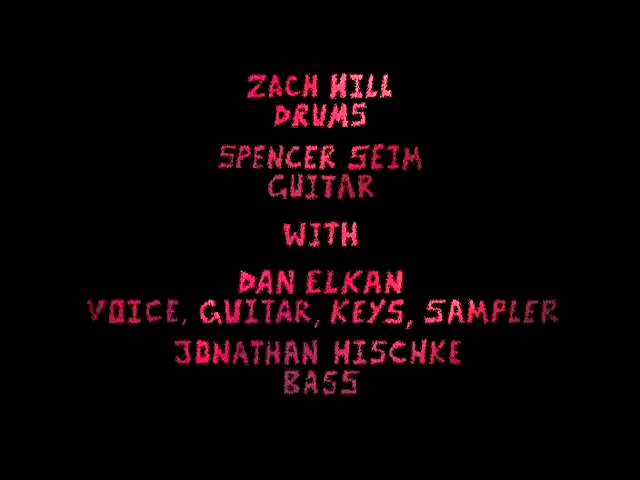 ZACH HILL
DRUMS
SPENCER SEIM
GUITAR
WITH
DAN ELKAN
VOICE, GUITAR, KEYS, SAMPLER
JONATHAN HISCHKE
BASS